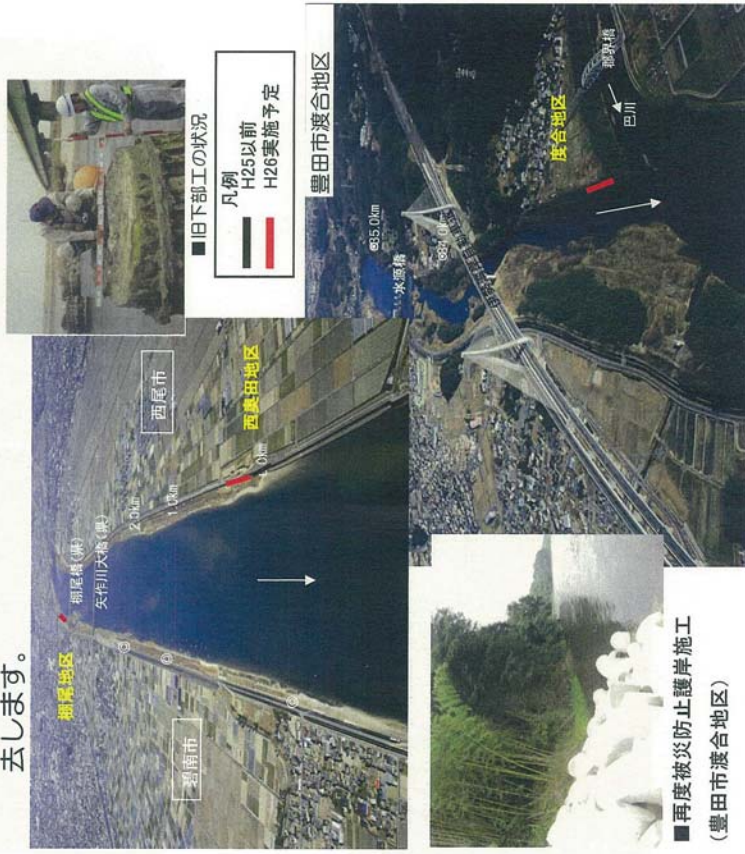 去します。
棚尾地区
棚尾橋(県)
矢作川大橋(県)
西尾市
2.0km
1.0km
西奥田地区
碧南市
■旧下部工の状況
凡例
H25以前
H26実施予定
豊田市渡合地区
35.0km
水源橋
度合地区
郡界橋
巴川
■再度被災防止護岸施工
(豊田市渡合地区)